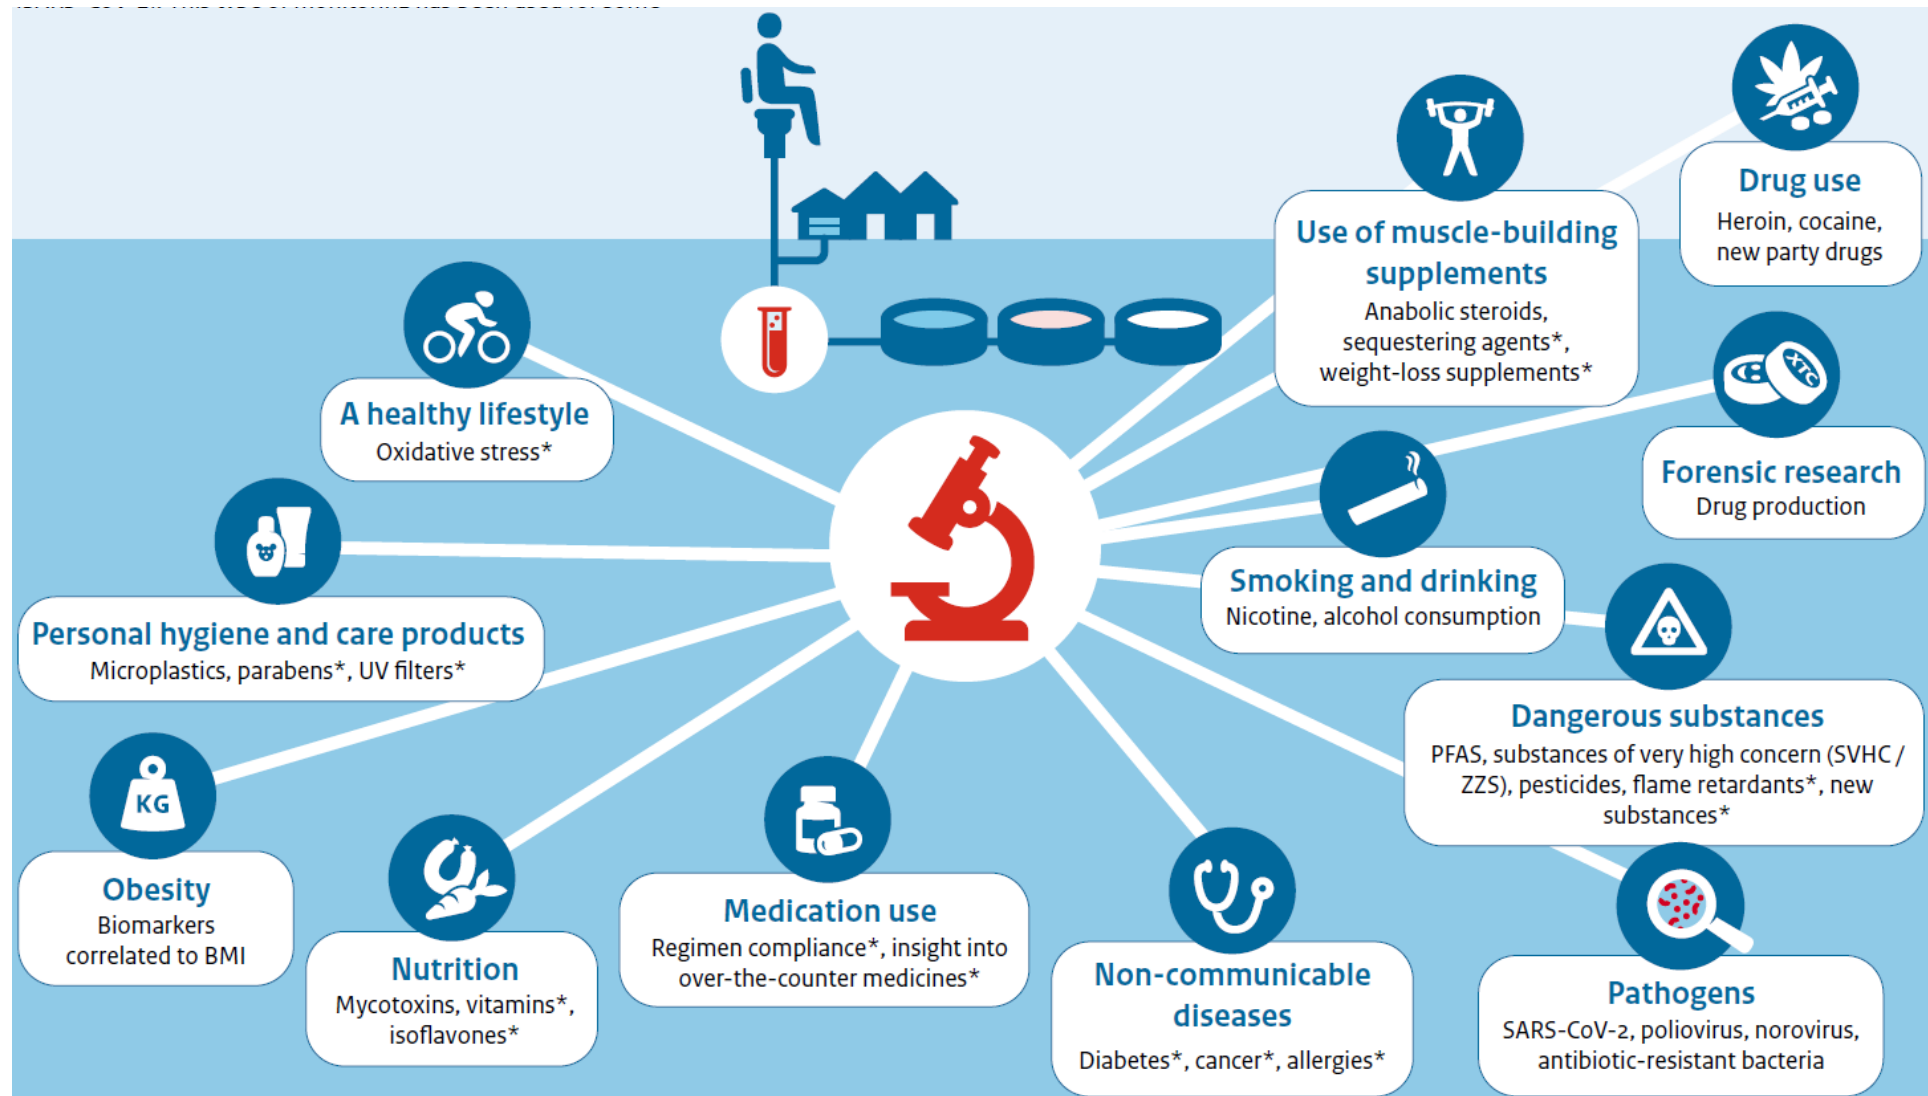 Drug use
Heroin, cocaine,
new party drugs
Use of muscle-building
supplements
Anabolic steroids,
sequestering agents*,
weight-loss supplements*
XTC
Forensic research
Drug production
A healthy lifestyle
Oxidative stress*
Smoking and drinking
Nicotine, alcohol consumption
Personal hygiene and care products
Microplastics, parabens*, UV filters*
Dangerous substances
PFAS, substances of very high concern (SVHC /
ZZS), pesticides, flame retardants*, new
substances*
KG
Obesity
Biomarkers
correlated to BMI
Nutrition
Mycotoxins, vitamins*,
isoflavones*
Medication use
Regimen compliance*, insight into
over-the-counter medicines*
Non-communicable
diseases
Diabetes*, cancer*, allergies*
Pathogens
SARS-CoV-2, poliovirus, norovirus,
antibiotic-resistant bacteria